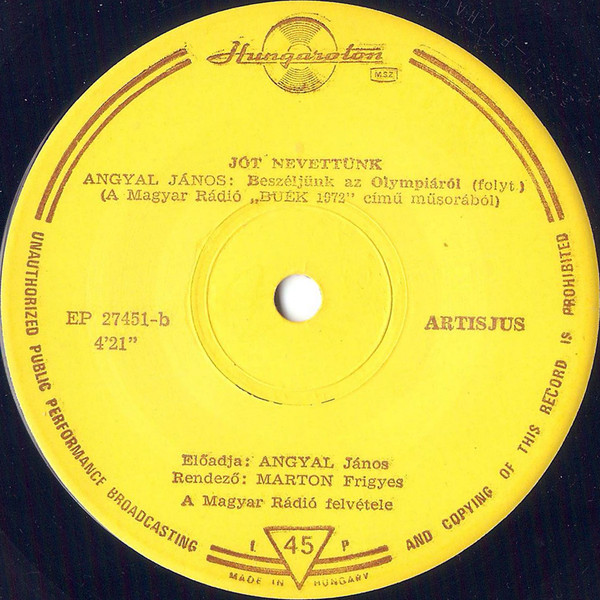 Hungaroton
M.S.Z.
JÓT NEVETTÜNK
ANGYAL JÁNOS: Beszéljünk az Olympiáról (folyt.)
(A Magyar Rádió „BUÉK 1972” című műsorából)
EP 27451-b
4’21”
ARTISJUS
Előadja: ANGYAL János
Rendező: MARTON Frigyes
A Magyar Rádió felvétele
E 45 P
MADE IN HUNGARY
UNAUTHORIZED PUBLIC PERFORMANCE BROADCASTING AND COPYING OF THIS RECORD IS PROHIBITED